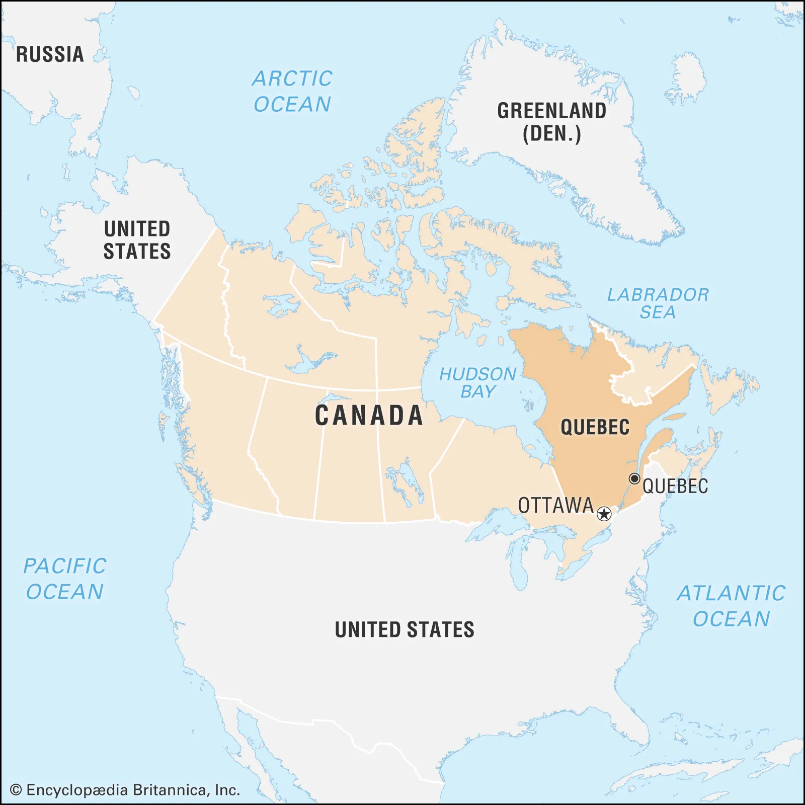 RUSSIA
ARCTIC
OCEAN
GREENLAND
(DEN.)
UNITED
STATES
LABRADOR
SEA
HUDSON
BAY
CANADA
QUEBEC
QUEBEC
OTTAWA
PACIFIC
OCEAN
ATLANTIC
OCEAN
UNITED STATES
© Encyclopædia Britannica, Inc.